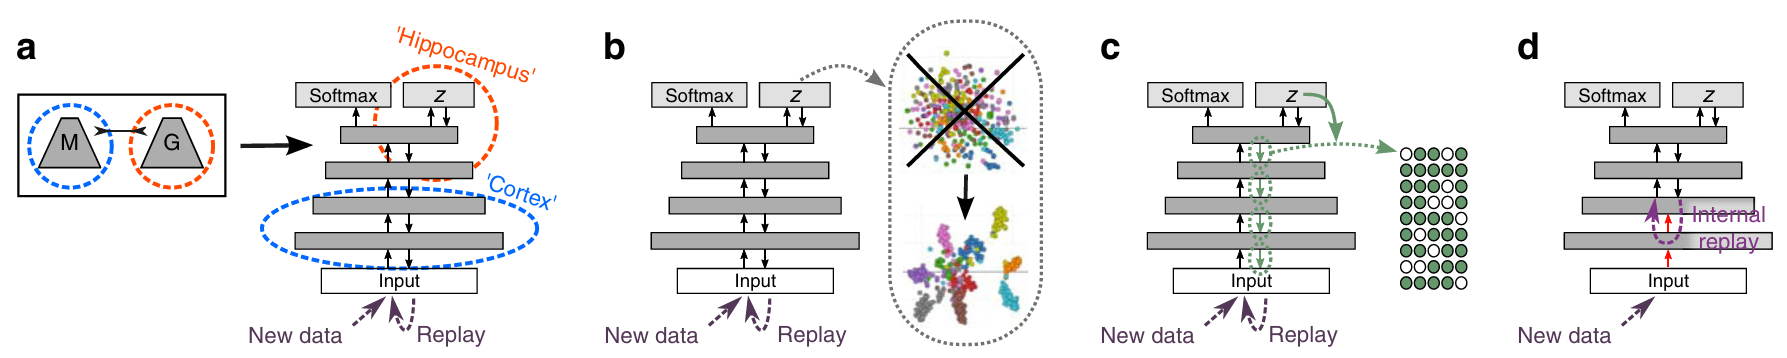 a
M
G
'Hippocampus'
Softmax
z
'Cortex'
Input
New data
Replay
b
Softmax
z
Input
New data
Replay
c
Softmax
z
Input
New data
Replay
d
Softmax
z
Internal
replay
Input
New data